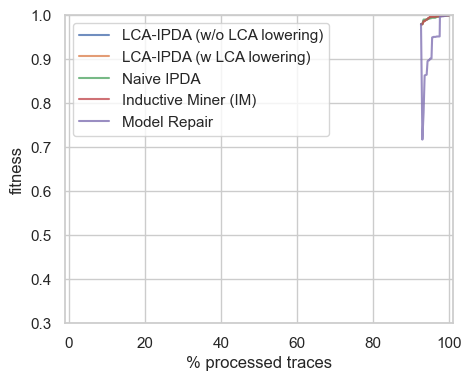 1.0
0.9
0.8
0.7
0.6
0.5
0.4
0.3
fitness
LCA-IPDA (w/o LCA lowering)
LCA-IPDA (w LCA lowering)
Naive IPDA
Inductive Miner (IM)
Model Repair
0 20 40 60 80 100
% processed traces